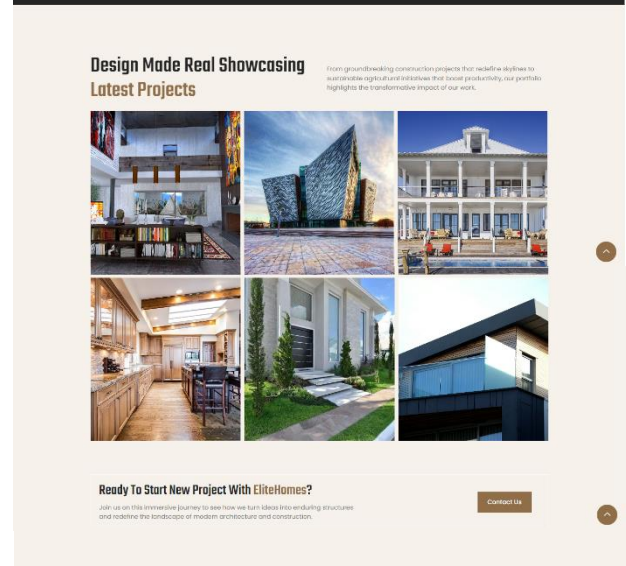 Design Made Real Showcasing
Latest Projects
From groundbreaking construction projects that redefine skylines to
sustainable agricultural initiatives that boost productivity, our portfolio
highlights the transformative impact of our work.
Ready To Start New Project With EliteHomes?
Join us on this immersive journey to see how we turn ideas into enduring structures
and redefine the landscape of modern architecture and construction.
Contact Us